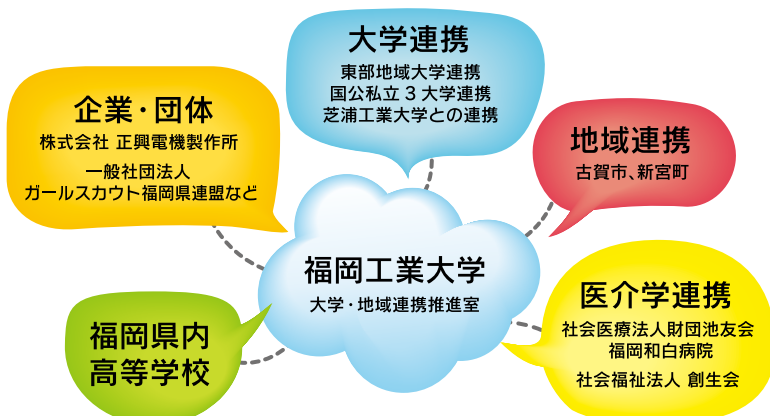 大学連携
東部地域大学連携
国公私立3大学連携
芝浦工業大学との連携
企業・団体
株式会社 正興電機製作所
一般社団法人
ガールスカウト福岡県連盟など
地域連携
古賀市、新宮町
福岡工業大学
大学・地域連携推進室
医介学連携
社会医療法人財団池友会
福岡和白病院
社会福祉法人 創生会
福岡県内
高等学校